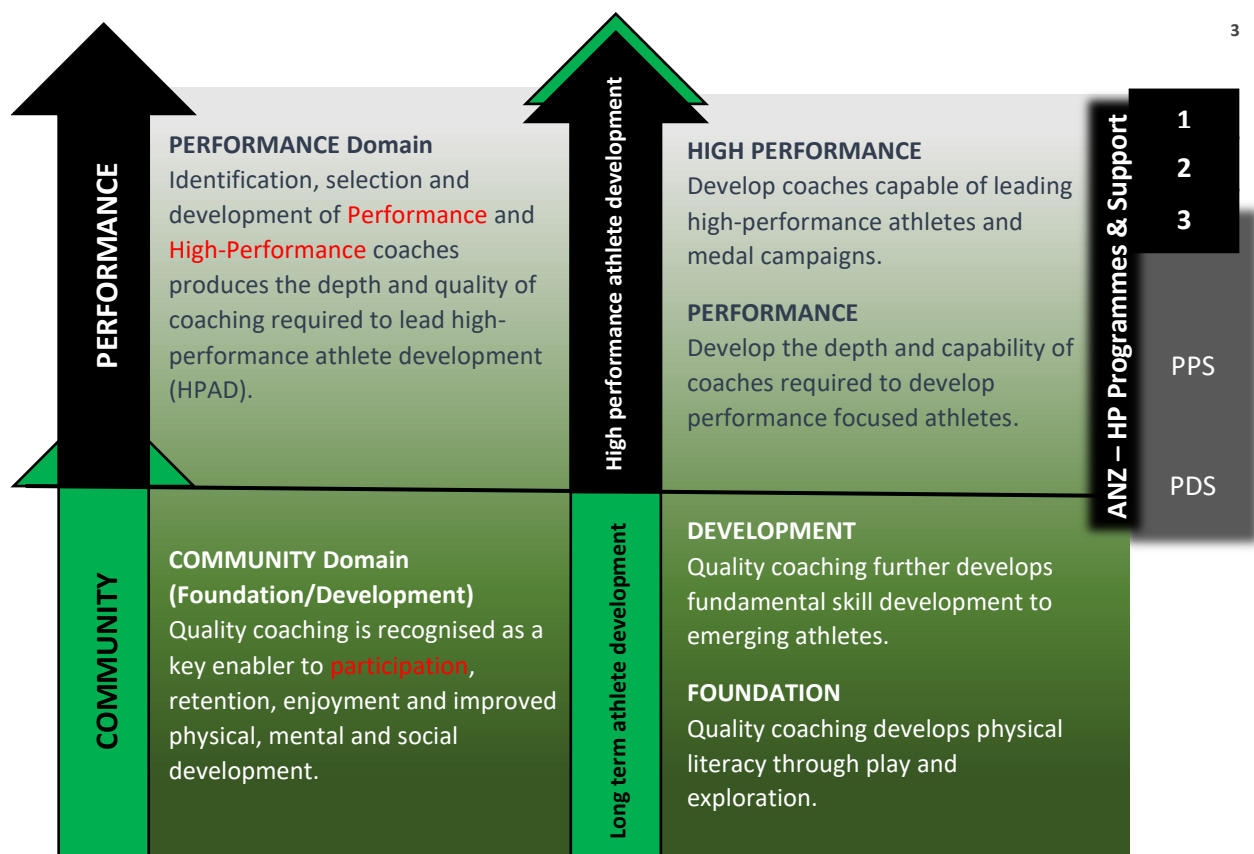 3
PERFORMANCE
PERFORMANCE Domain
Identification, selection and
development of Performance and
High-Performance coaches
produces the depth and quality of
coaching required to lead high-
performance athlete development
(HPAD).
High performance athlete development
HIGH PERFORMANCE
Develop coaches capable of leading
high-performance athletes and
medal campaigns.
PERFORMANCE
Develop the depth and capability of
coaches required to develop
performance focused athletes.
ANZ – HP Programmes & Support
1
2
3
PPS
PDS
COMMUNITY
COMMUNITY Domain
(Foundation/Development)
Quality coaching is recognised as a
key enabler to participation,
retention, enjoyment and improved
physical, mental and social
development.
Long term athlete development
DEVELOPMENT
Quality coaching further develops
fundamental skill development to
emerging athletes.
FOUNDATION
Quality coaching develops physical
literacy through play and
exploration.